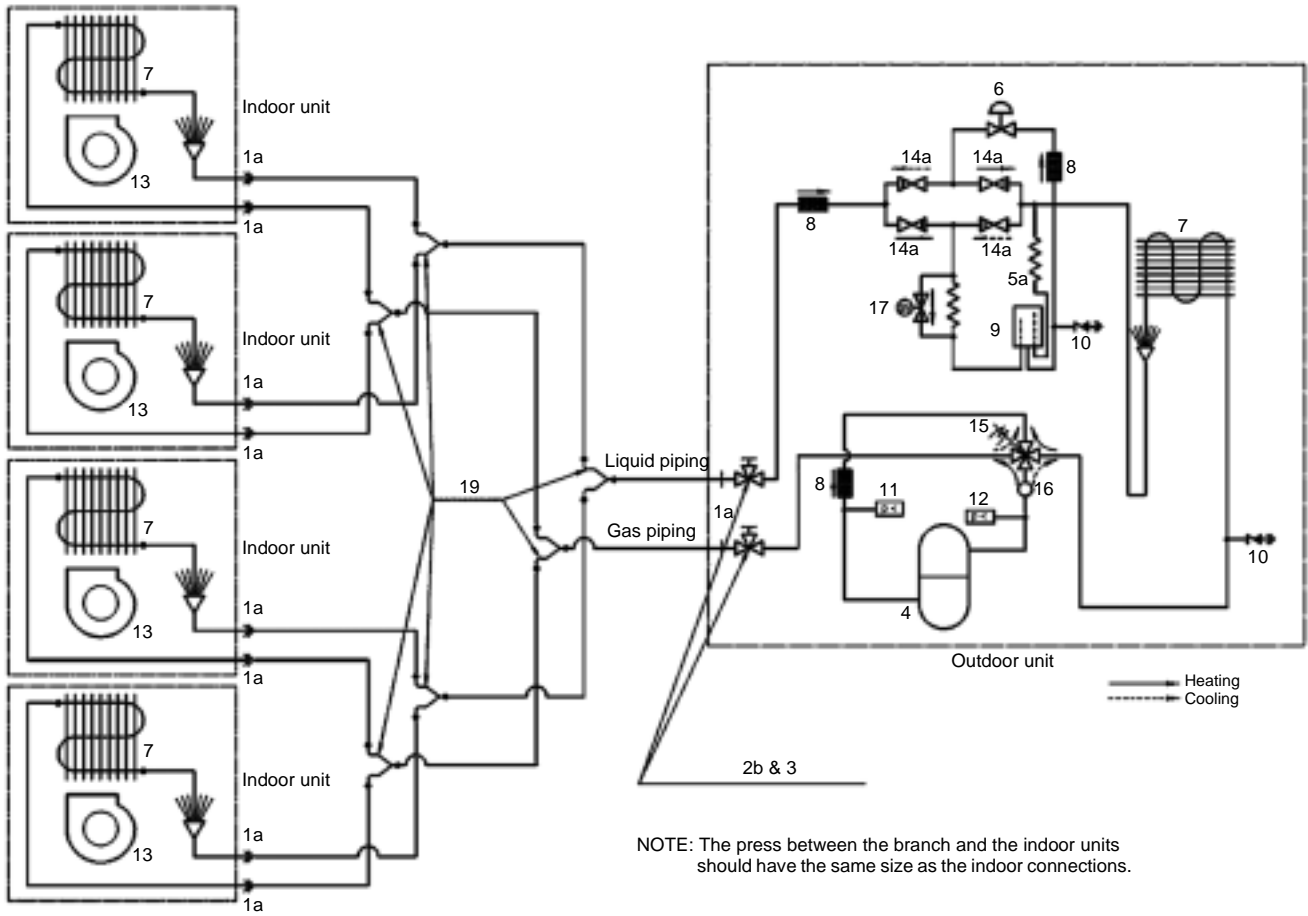 7
Indoor unit
1a
13
1a
7
Indoor unit
1a
13
1a
7
Indoor unit
1a
13
1a
7
Indoor unit
1a
13
1a
19
Liquid piping
Gas piping
1a
2b & 3
6
14a
14a
8
8
14a
14a
7
5a
17
9
10
15
8
11
12
16
10
4
Outdoor unit
Heating
Cooling
NOTE: The press between the branch and the indoor units
should have the same size as the indoor connections.